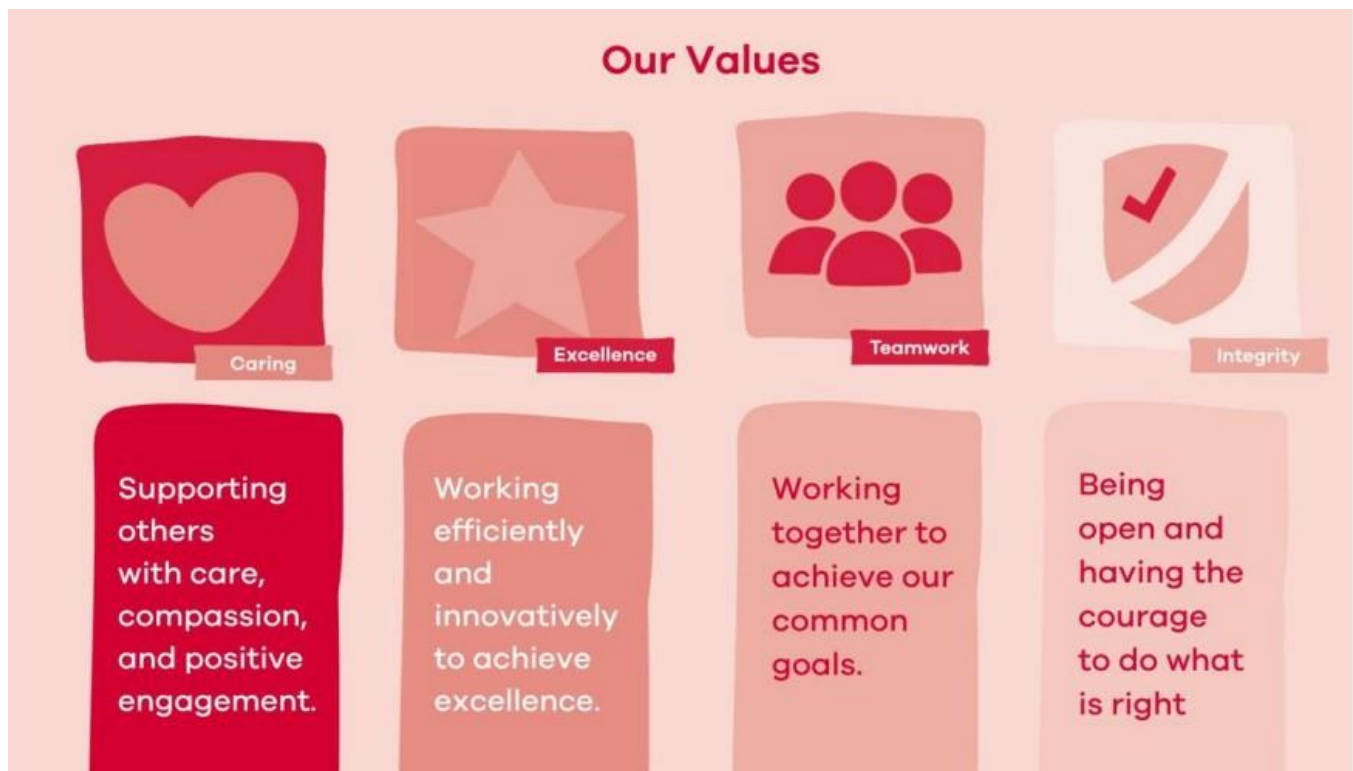 Our Values
Caring
Excellence
Teamwork
Integrity
Supporting
others
with care,
compassion,
and positive
engagement.
Working
efficiently
and
innovatively
to achieve
excellence.
Working
together to
achieve our
common
goals.
Being
open and
having the
courage
to do what
is right